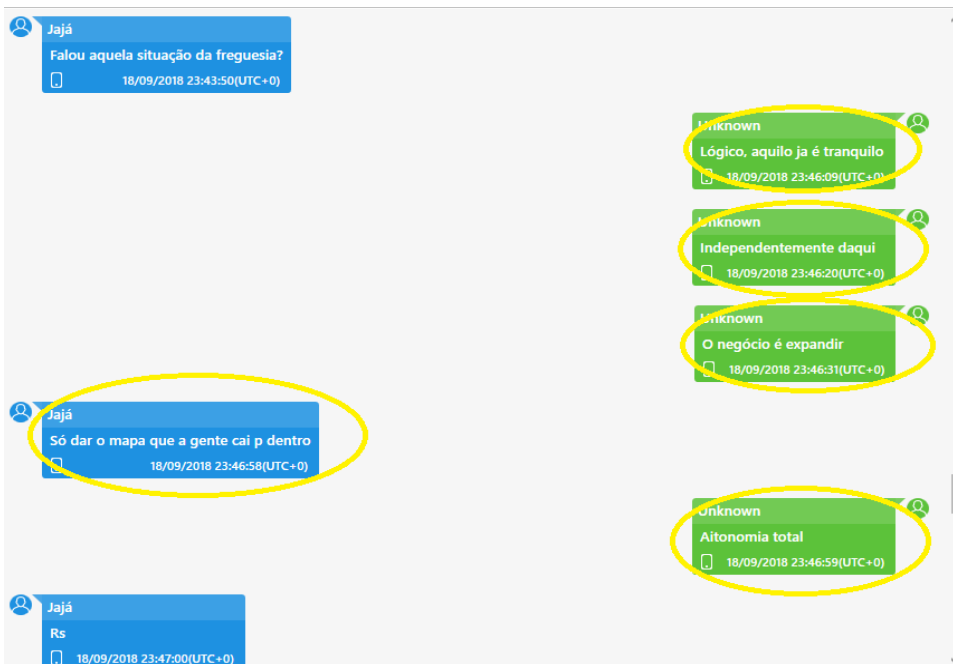 Jajá
Falou aquela situação da freguesia?
18/09/2018 23:43:50(UTC+0)
Unknown
Lógico, aquilo ja é tranquilo
18/09/2018 23:46:09(UTC+0)
Unknown
Independentemente daqui
18/09/2018 23:46:20(UTC+0)
Unknown
O negócio é expandir
18/09/2018 23:46:31(UTC+0)
Jajá
Só dar o mapa que a gente cai p dentro
18/09/2018 23:46:58(UTC+0)
Unknown
Aitonomia total
18/09/2018 23:46:59(UTC+0)
Jajá
Rs
18/09/2018 23:47:00(UTC+0)